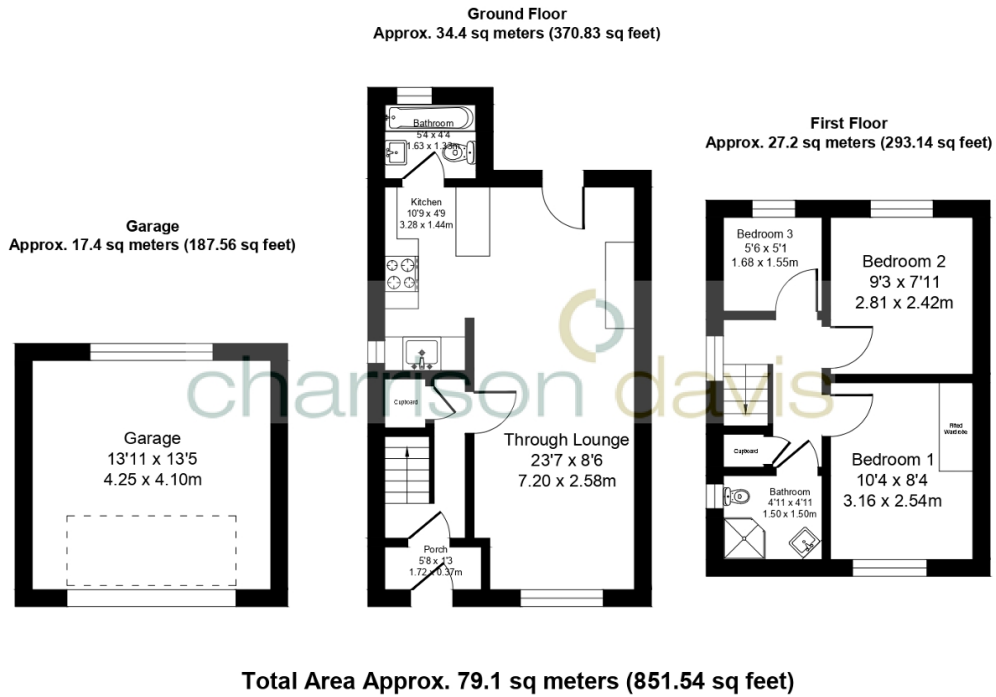 Ground Floor
Approx. 34.4 sq meters (370.83 sq feet)
Bathroom
5'4 x 4'4
1.63 x 1.33m
Kitchen
10'9 x 4'9
3.28 x 1.44m
Cupboard
Through Lounge
23'7 x 8'6
7.20 x 2.58m
Porch
5'8 x 1'3
1.72 x 0.37m
First Floor
Approx. 27.2 sq meters (293.14 sq feet)
Bedroom 3
5'6 x 5'1
1.68 x 1.55m
Bedroom 2
9'3 x 7'11
2.81 x 2.42m
Fitted
Wardrobe
Cupboard
Bedroom 1
10'4 x 8'4
3.16 x 2.54m
Bathroom
4'11 x 4'11
1.50 x 1.50m
Garage
Approx. 17.4 sq meters (187.56 sq feet)
Garage
13'11 x 13'5
4.25 x 4.10m
charrison davis
Total Area Approx. 79.1 sq meters (851.54 sq feet)